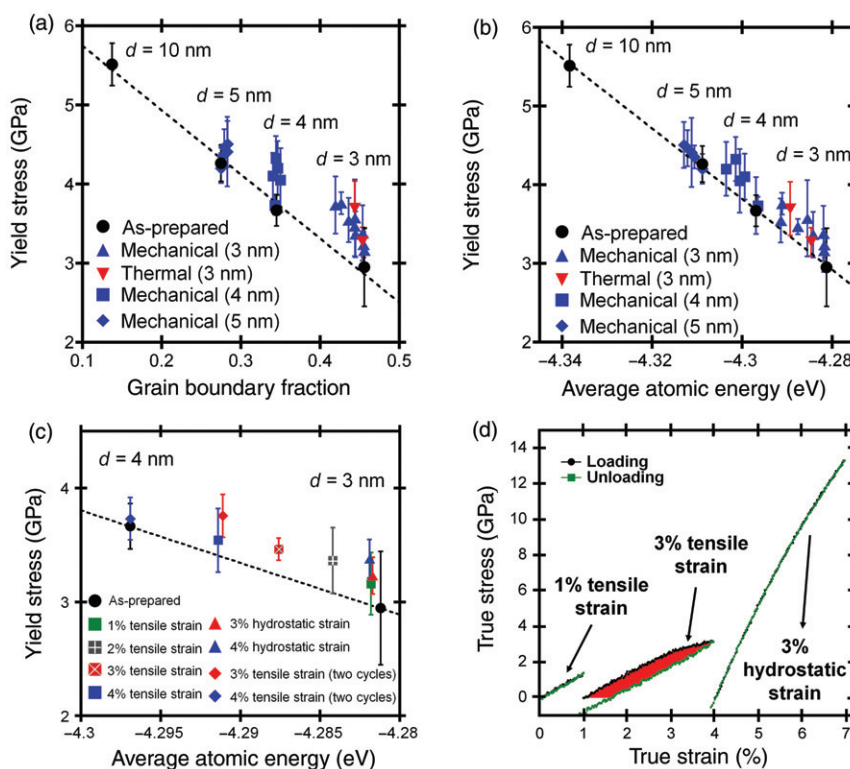 (a)
6
5
4
3
2
Yield stress (GPa)
d = 10 nm
d = 5 nm
d = 4 nm
d = 3 nm
As-prepared
Mechanical (3 nm)
Thermal (3 nm)
Mechanical (4 nm)
Mechanical (5 nm)
0.1 0.2 0.3 0.4 0.5
Grain boundary fraction
(b)
6
5
4
3
2
Yield stress (GPa)
d = 10 nm
d = 5 nm
d = 4 nm
d = 3 nm
As-prepared
Mechanical (3 nm)
Thermal (3 nm)
Mechanical (4 nm)
Mechanical (5 nm)
−4.34 −4.32 −4.3 −4.28
Average atomic energy (eV)
(c)
4
3
2
Yield stress (GPa)
d = 4 nm
d = 3 nm
As-prepared
1% tensile strain
2% tensile strain
3% tensile strain
4% tensile strain
3% hydrostatic strain
4% hydrostatic strain
3% tensile strain (two cycles)
4% tensile strain (two cycles)
−4.3 −4.295 −4.29 −4.285 −4.28
Average atomic energy (eV)
(d)
14
12
10
8
6
4
2
0
True stress (GPa)
Loading
Unloading
1% tensile
strain
3% tensile
strain
3%
hydrostatic
strain
0 1 2 3 4 5 6 7
True strain (%)